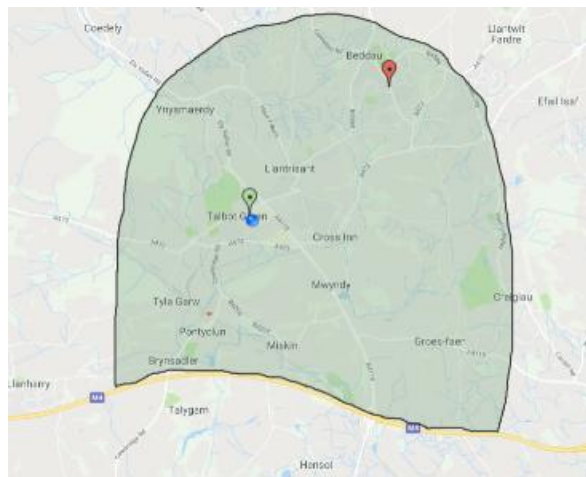 Coedely
Llantwit
Fardre
Beddau
Efail Isa
Ynysmaerdy
Llantrisant
Talbot Green
Cross Inn
Mwyndy
Tyla Garw
Creigiau
Pontyclun
Miskin
Groes-faen
Brynsadler
Llanharry
M4
Talygarn
M4
Hensol